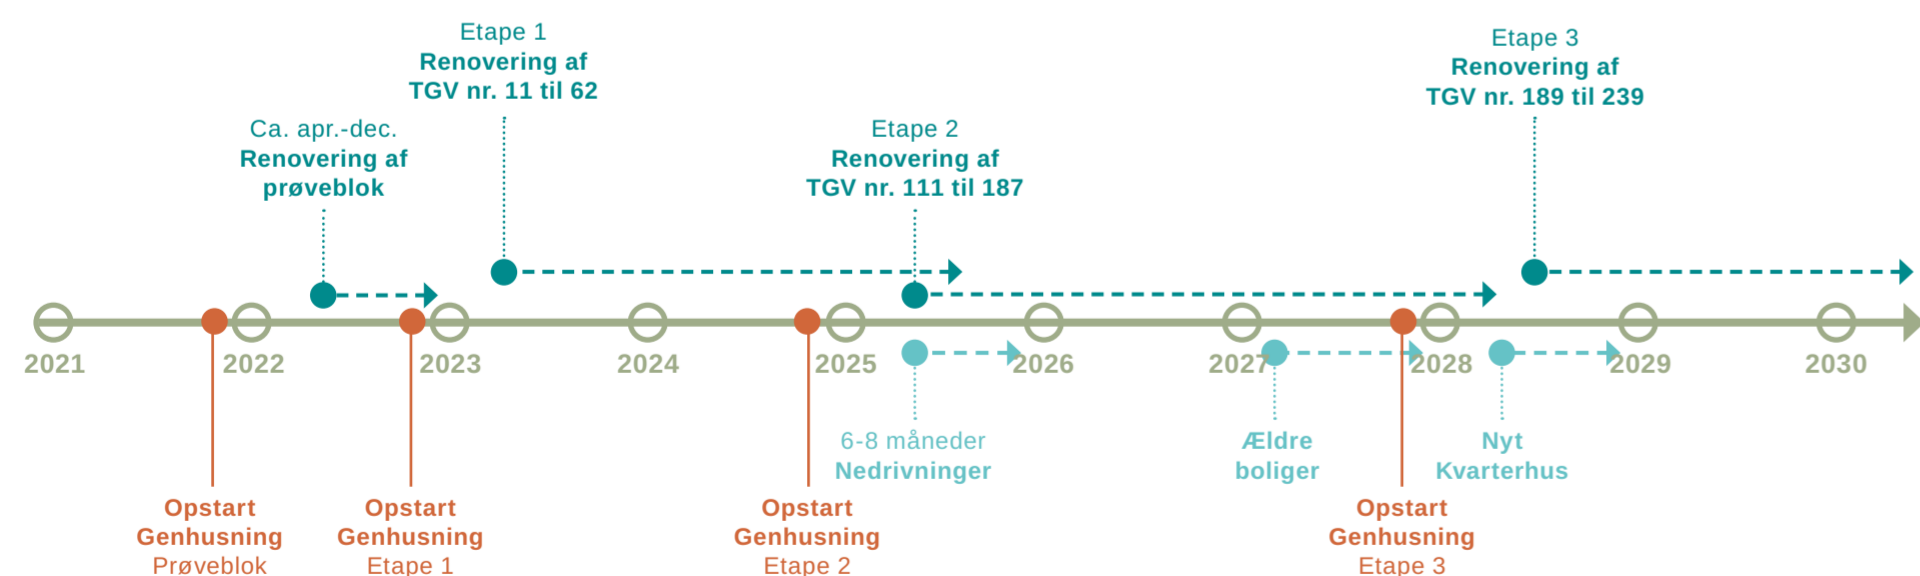 Etape 1
Renovering af
TGV nr. 11 til 62
Etape 3
Renovering af
TGV nr. 189 til 239
Ca. apr.-dec.
Renovering af
prøveblok
Etape 2
Renovering af
TGV nr. 111 til 187
2021 2022 2023 2024 2025 2026 2027 2028 2029 2030
6-8 måneder
Nedrivninger
Ældre
boliger
Nyt
Kvarterhus
Opstart
Genhusning
Prøveblok
Opstart
Genhusning
Etape 1
Opstart
Genhusning
Etape 2
Opstart
Genhusning
Etape 3